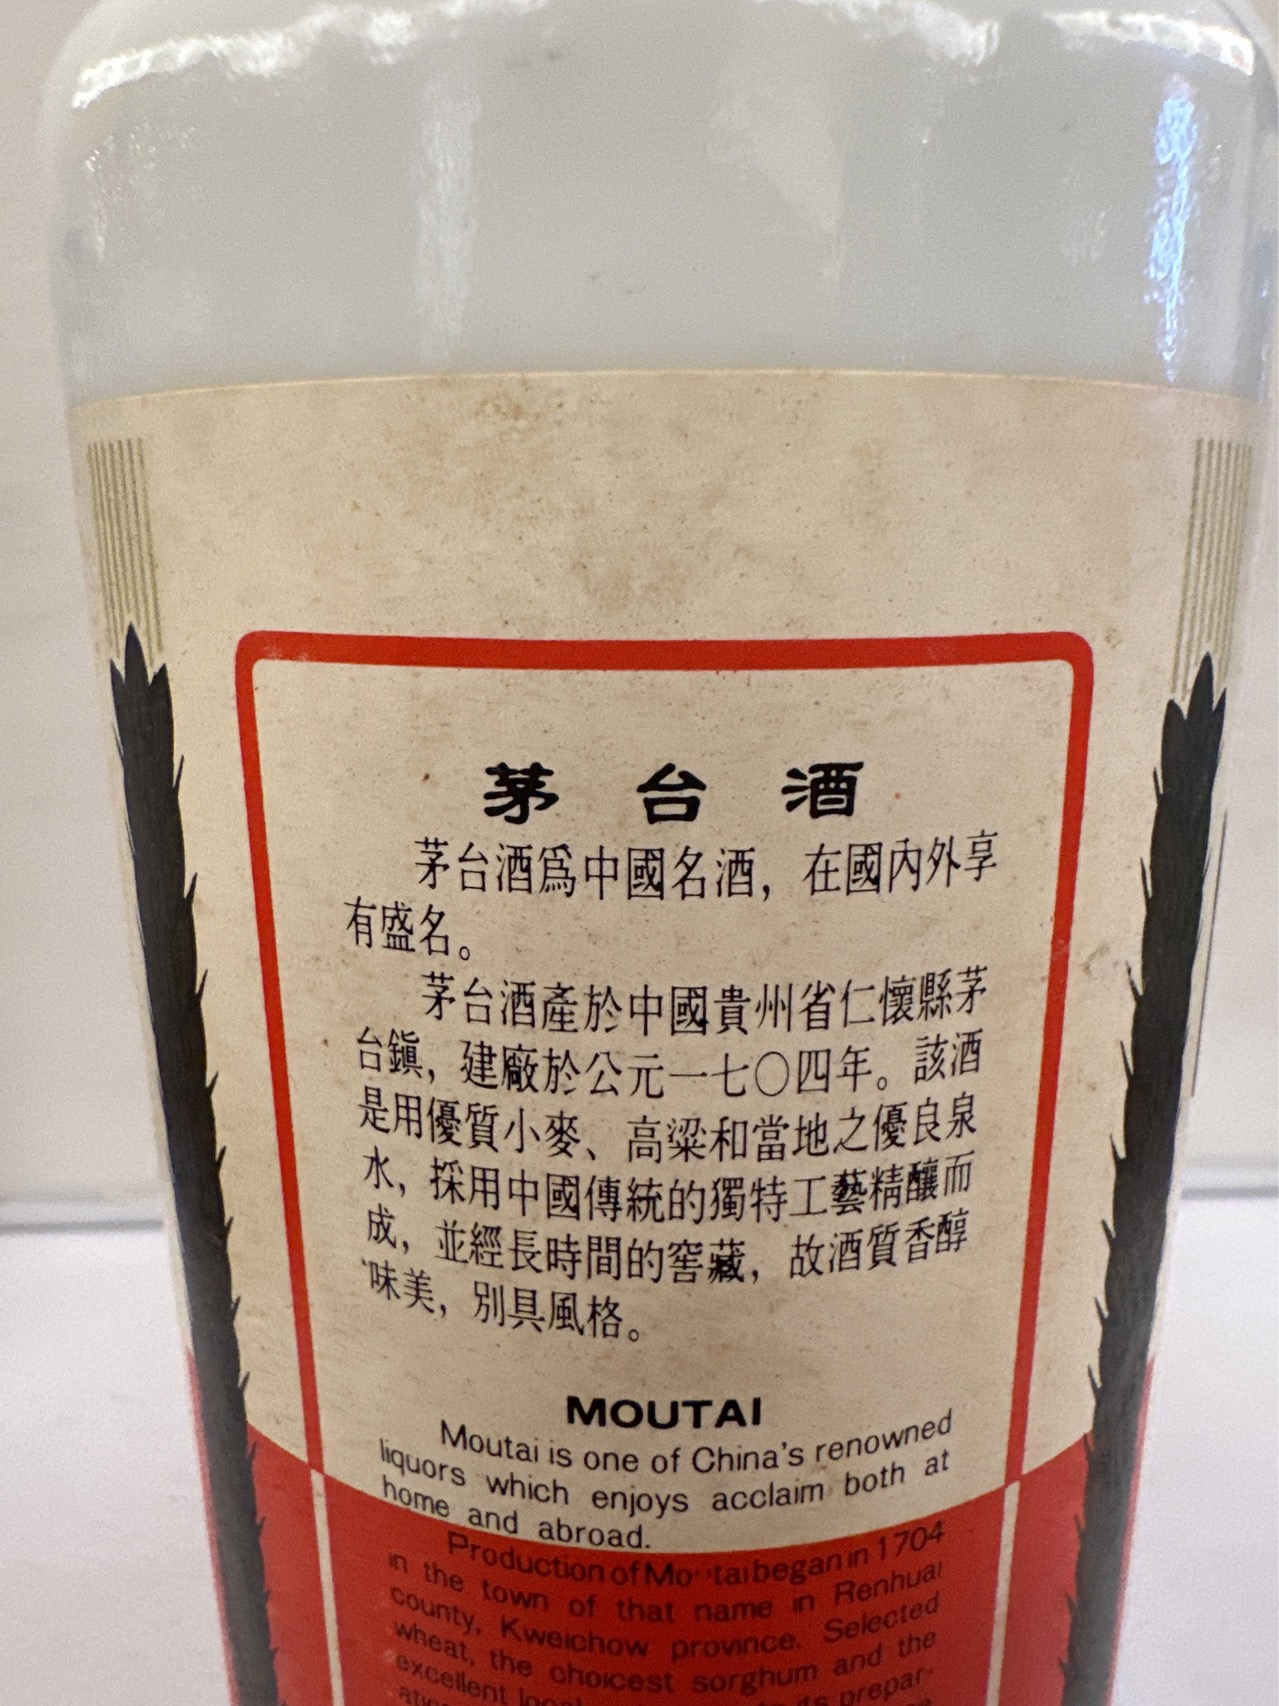 茅台酒
茅台酒爲中國名酒，在國內外享
有盛名。
茅台酒產於中國貴州省仁懷縣茅
台鎭，建廠於公元一七〇四年。該酒
是用優質小麥、高粱和當地之優良泉
水，採用中國傳統的獨特工藝精釀而
成，並經長時間的窖藏，故酒質香醇
味美，別具風格。
MOUTAI
Moutai is one of China's renowned
liquors which enjoys acclaim both at
home and abroad.
Production of Moutai began in 1704
in the town of that name in Renhuai
county, Kweichow province. Selected
wheat, the choicest sorghum and the
excellent local its prepar-